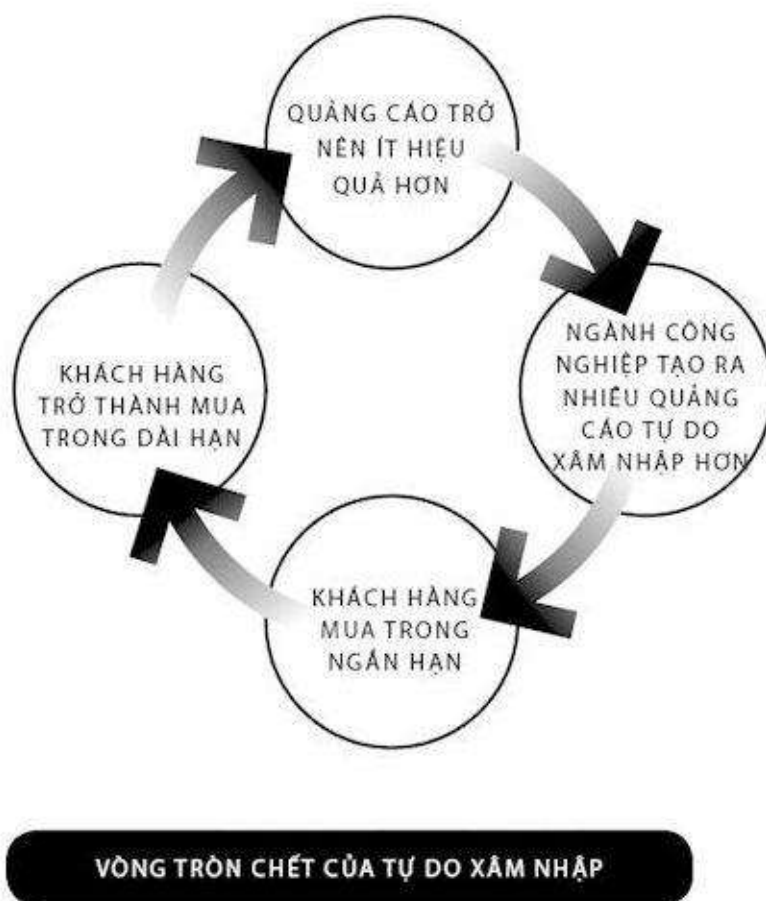 QUẢNG CÁO TRỞ
NÊN ÍT HIỆU
QUẢ HƠN
NGÀNH CÔNG
NGHIỆP TẠO RA
NHIỀU QUẢNG
CÁO TỰ DO
XÂM NHẬP HƠN
KHÁCH HÀNG
MUA TRONG
NGẮN HẠN
KHÁCH HÀNG
TRỞ THÀNH MUA
TRONG DÀI HẠN
VÒNG TRÒN CHẾT CỦA TỰ DO XÂM NHẬP